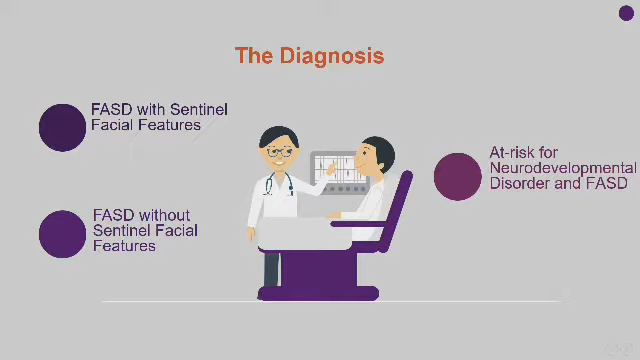 The Diagnosis
FASD with Sentinel
Facial Features
FASD without
Sentinel Facial
Features
At-risk for
Neurodevelopmental
Disorder and FASD